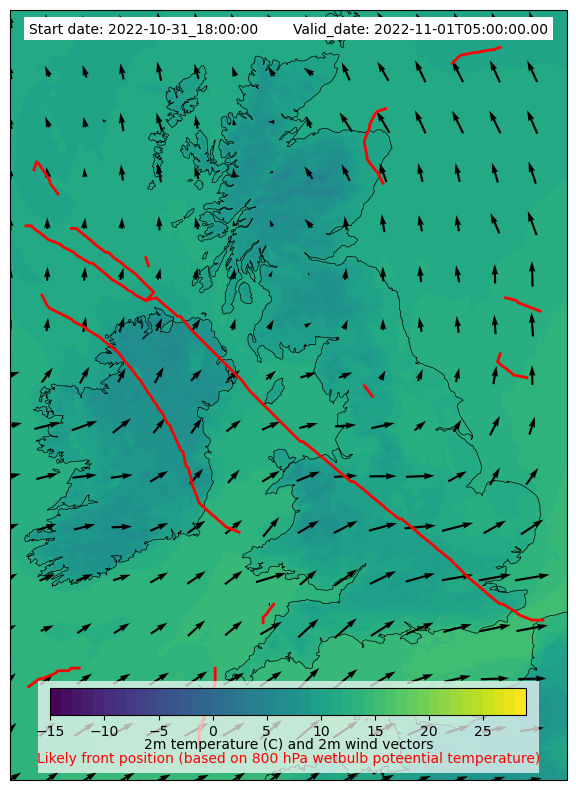 Start date: 2022-10-31_18:00:00 Valid_date: 2022-11-01T05:00:00.00
−15 −10 −5 0 5 10 15 20 25
2m temperature (C) and 2m wind vectors
Likely front position (based on 800 hPa wetbulb poteential temperature)